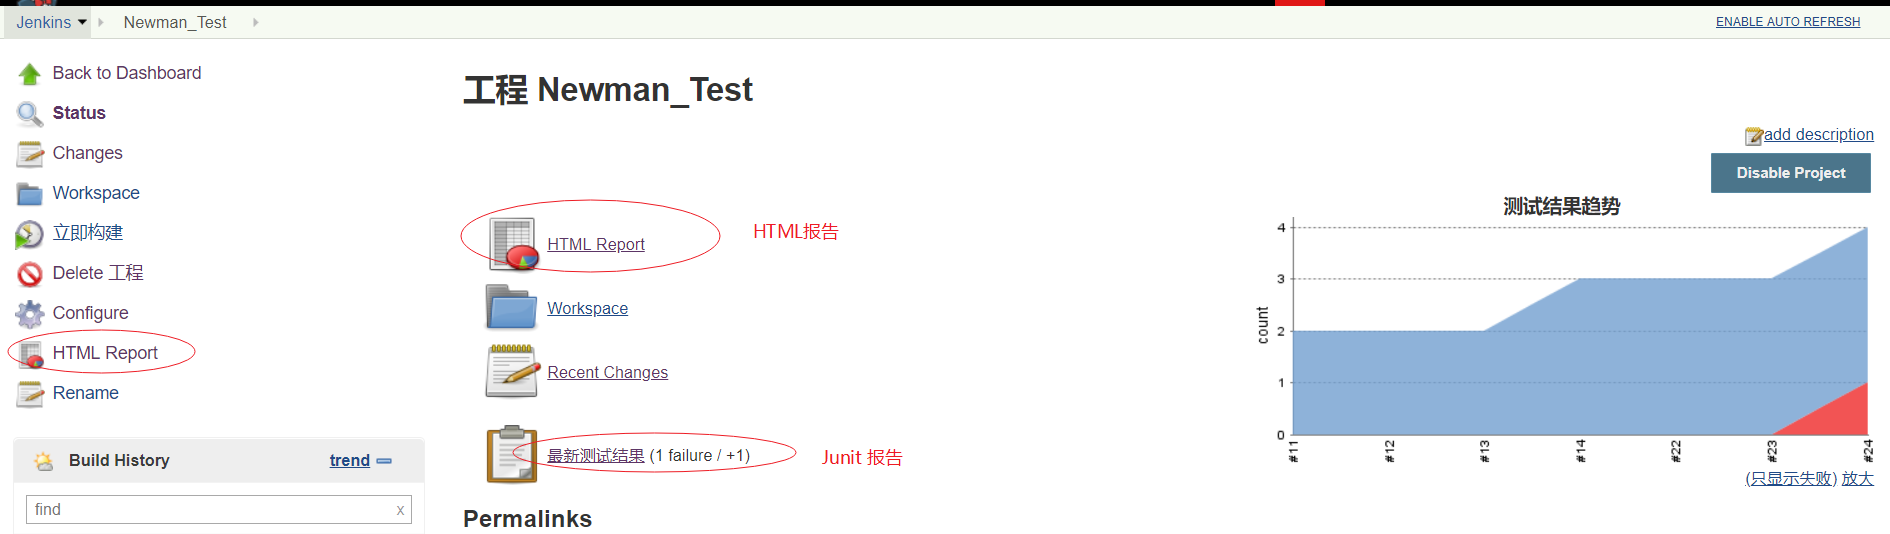 Jenkins
Newman_Test
ENABLE AUTO REFRESH
Back to Dashboard
Status
Changes
Workspace
立即构建
Delete 工程
Configure
HTML Report
Rename
Build History
trend
find
x
工程 Newman_Test
add description
Disable Project
HTML Report
HTML报告
Workspace
Recent Changes
最新测试结果 (1 failure / +1)
Junit 报告
Permalinks
测试结果趋势
count
4
3
2
1
0
#11
#12
#13
#14
#22
#23
#24
(只显示失败) 放大